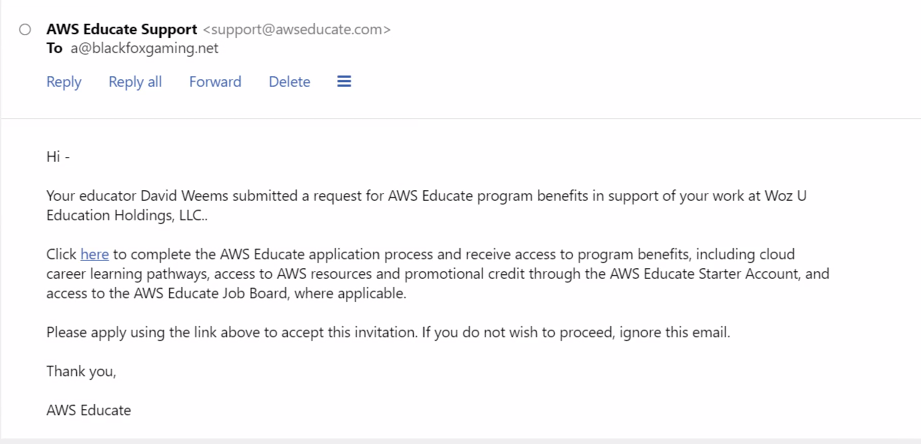 AWS Educate Support <support@awseducate.com>
To a@blackfoxgaming.net
Reply Reply all Forward Delete
Hi -
Your educator David Weems submitted a request for AWS Educate program benefits in support of your work at Woz U
Education Holdings, LLC..
Click here to complete the AWS Educate application process and receive access to program benefits, including cloud
career learning pathways, access to AWS resources and promotional credit through the AWS Educate Starter Account, and
access to the AWS Educate Job Board, where applicable.
Please apply using the link above to accept this invitation. If you do not wish to proceed, ignore this email.
Thank you,
AWS Educate